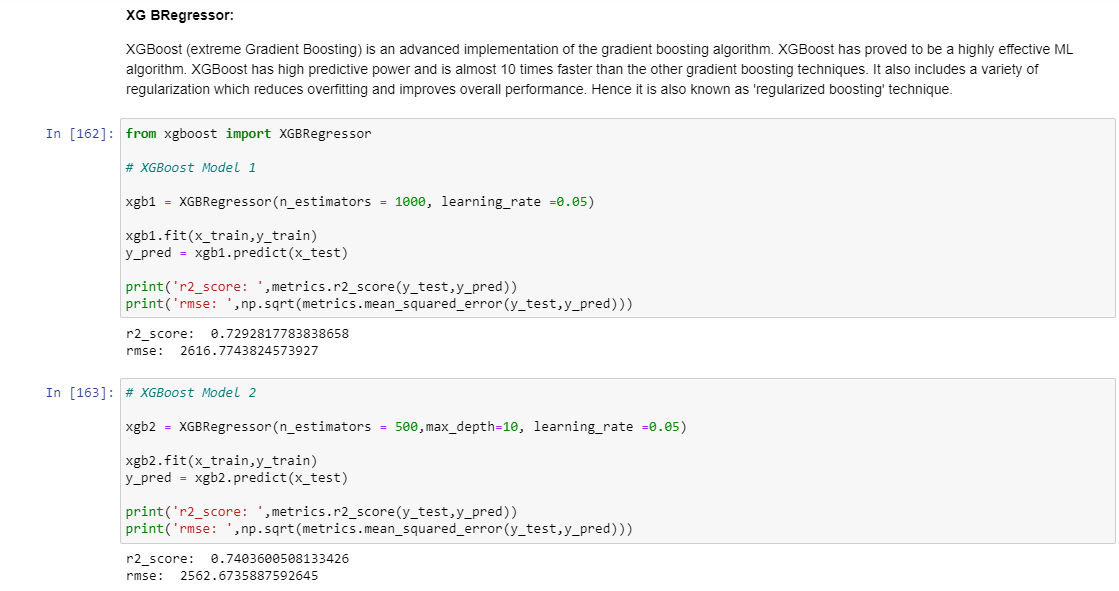 XG BRegressor:
XGBoost (extreme Gradient Boosting) is an advanced implementation of the gradient boosting algorithm. XGBoost has proved to be a highly effective ML
algorithm. XGBoost has high predictive power and is almost 10 times faster than the other gradient boosting techniques. It also includes a variety of
regularization which reduces overfitting and improves overall performance. Hence it is also known as 'regularized boosting' technique.
In [162]: from xgboost import XGBRegressor
# XGBoost Model 1
xgb1 = XGBRegressor(n_estimators = 1000, learning_rate =0.05)
xgb1.fit(x_train,y_train)
y_pred = xgb1.predict(x_test)
print('r2_score: ',metrics.r2_score(y_test,y_pred))
print('rmse: ',np.sqrt(metrics.mean_squared_error(y_test,y_pred)))
r2_score:  0.7292817783838658
rmse:  2616.7743824573927
In [163]: # XGBoost Model 2
xgb2 = XGBRegressor(n_estimators = 500,max_depth=10, learning_rate =0.05)
xgb2.fit(x_train,y_train)
y_pred = xgb2.predict(x_test)
print('r2_score: ',metrics.r2_score(y_test,y_pred))
print('rmse: ',np.sqrt(metrics.mean_squared_error(y_test,y_pred)))
r2_score:  0.7403600508133426
rmse:  2562.6735887592645